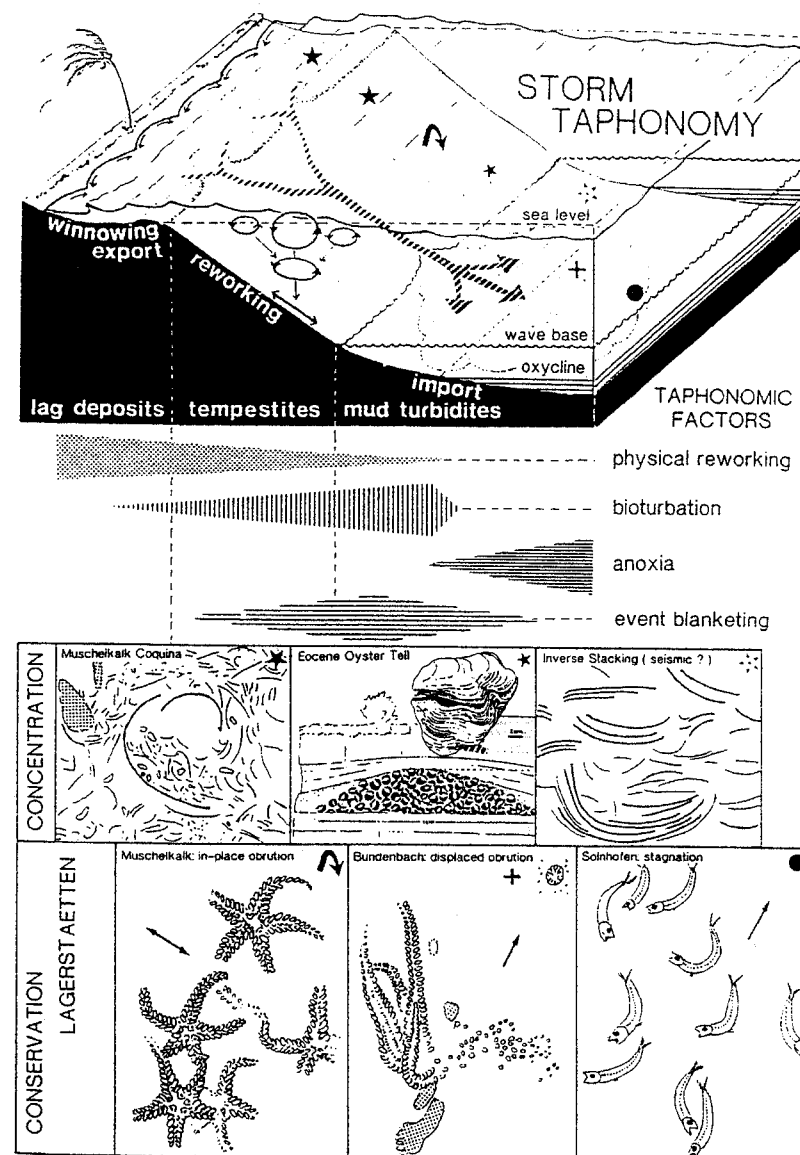 STORM
TAPHONOMY
sea level
winnowing
export
reworking
wave base
oxycline
import
lag deposits
tempestites
mud turbidites
TAPHONOMIC
FACTORS
physical reworking
bioturbation
anoxia
event blanketing
CONCENTRATION
Muschelkalk Coquina
Eocene Oyster Tell
Inverse Stacking ( seismic ? )
CONSERVATION
LAGERSTAETTEN
Muschelkalk: in-place obrution
Bundenbach: displaced obrution
Solnhofen: stagnation